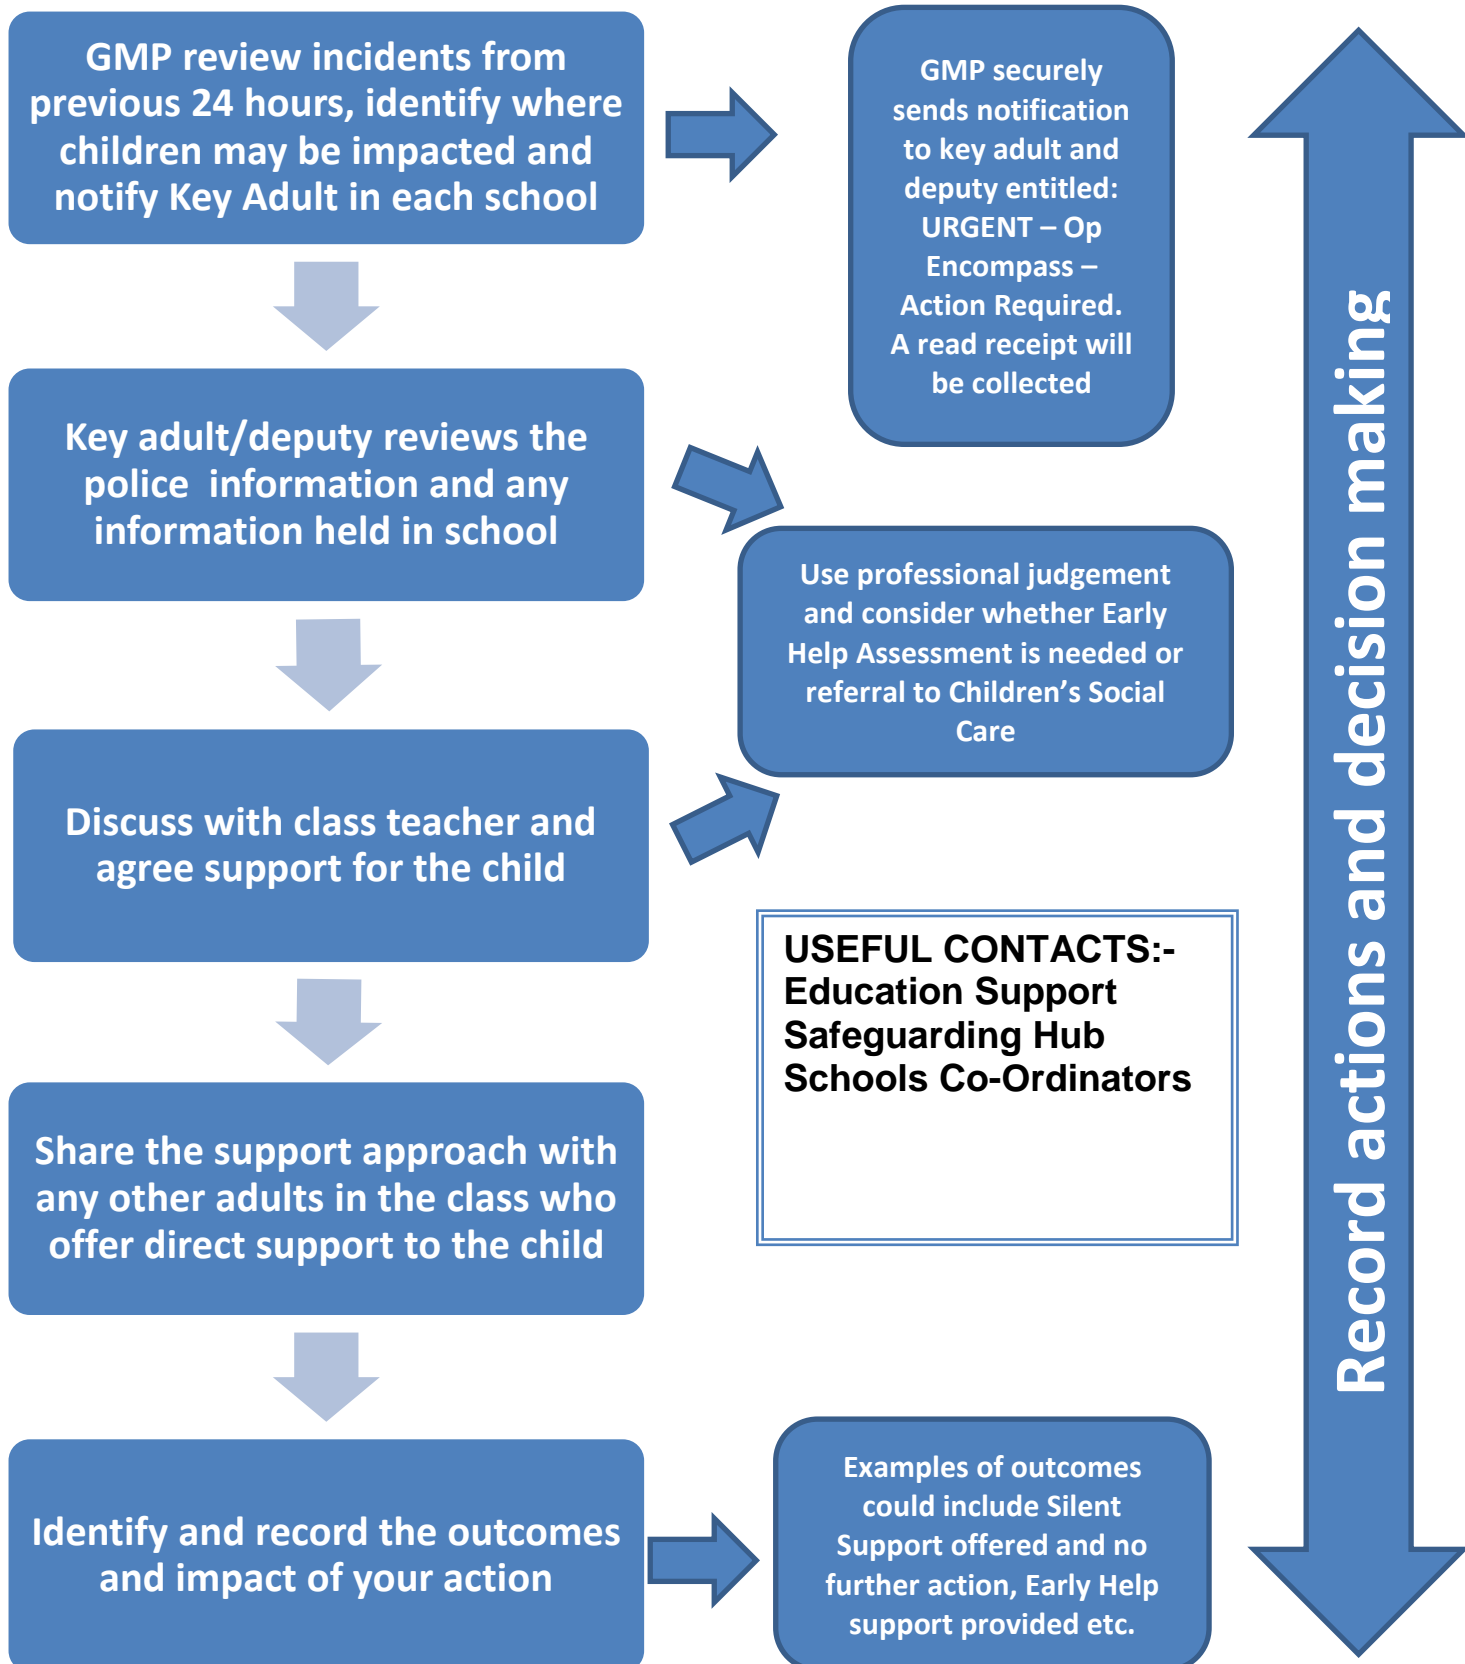 GMP review incidents from
previous 24 hours, identify where
children may be impacted and
notify Key Adult in each school
GMP securely
sends notification
to key adult and
deputy entitled:
URGENT – Op
Encompass –
Action Required.
A read receipt will
be collected
Key adult/deputy reviews the
police information and any
information held in school
Use professional judgement
and consider whether Early
Help Assessment is needed or
referral to Children’s Social
Care
Discuss with class teacher and
agree support for the child
USEFUL CONTACTS:-
Education Support
Safeguarding Hub
Schools Co-Ordinators
Share the support approach with
any other adults in the class who
offer direct support to the child
Identify and record the outcomes
and impact of your action
Examples of outcomes
could include Silent
Support offered and no
further action, Early Help
support provided etc.
Record actions and decision making